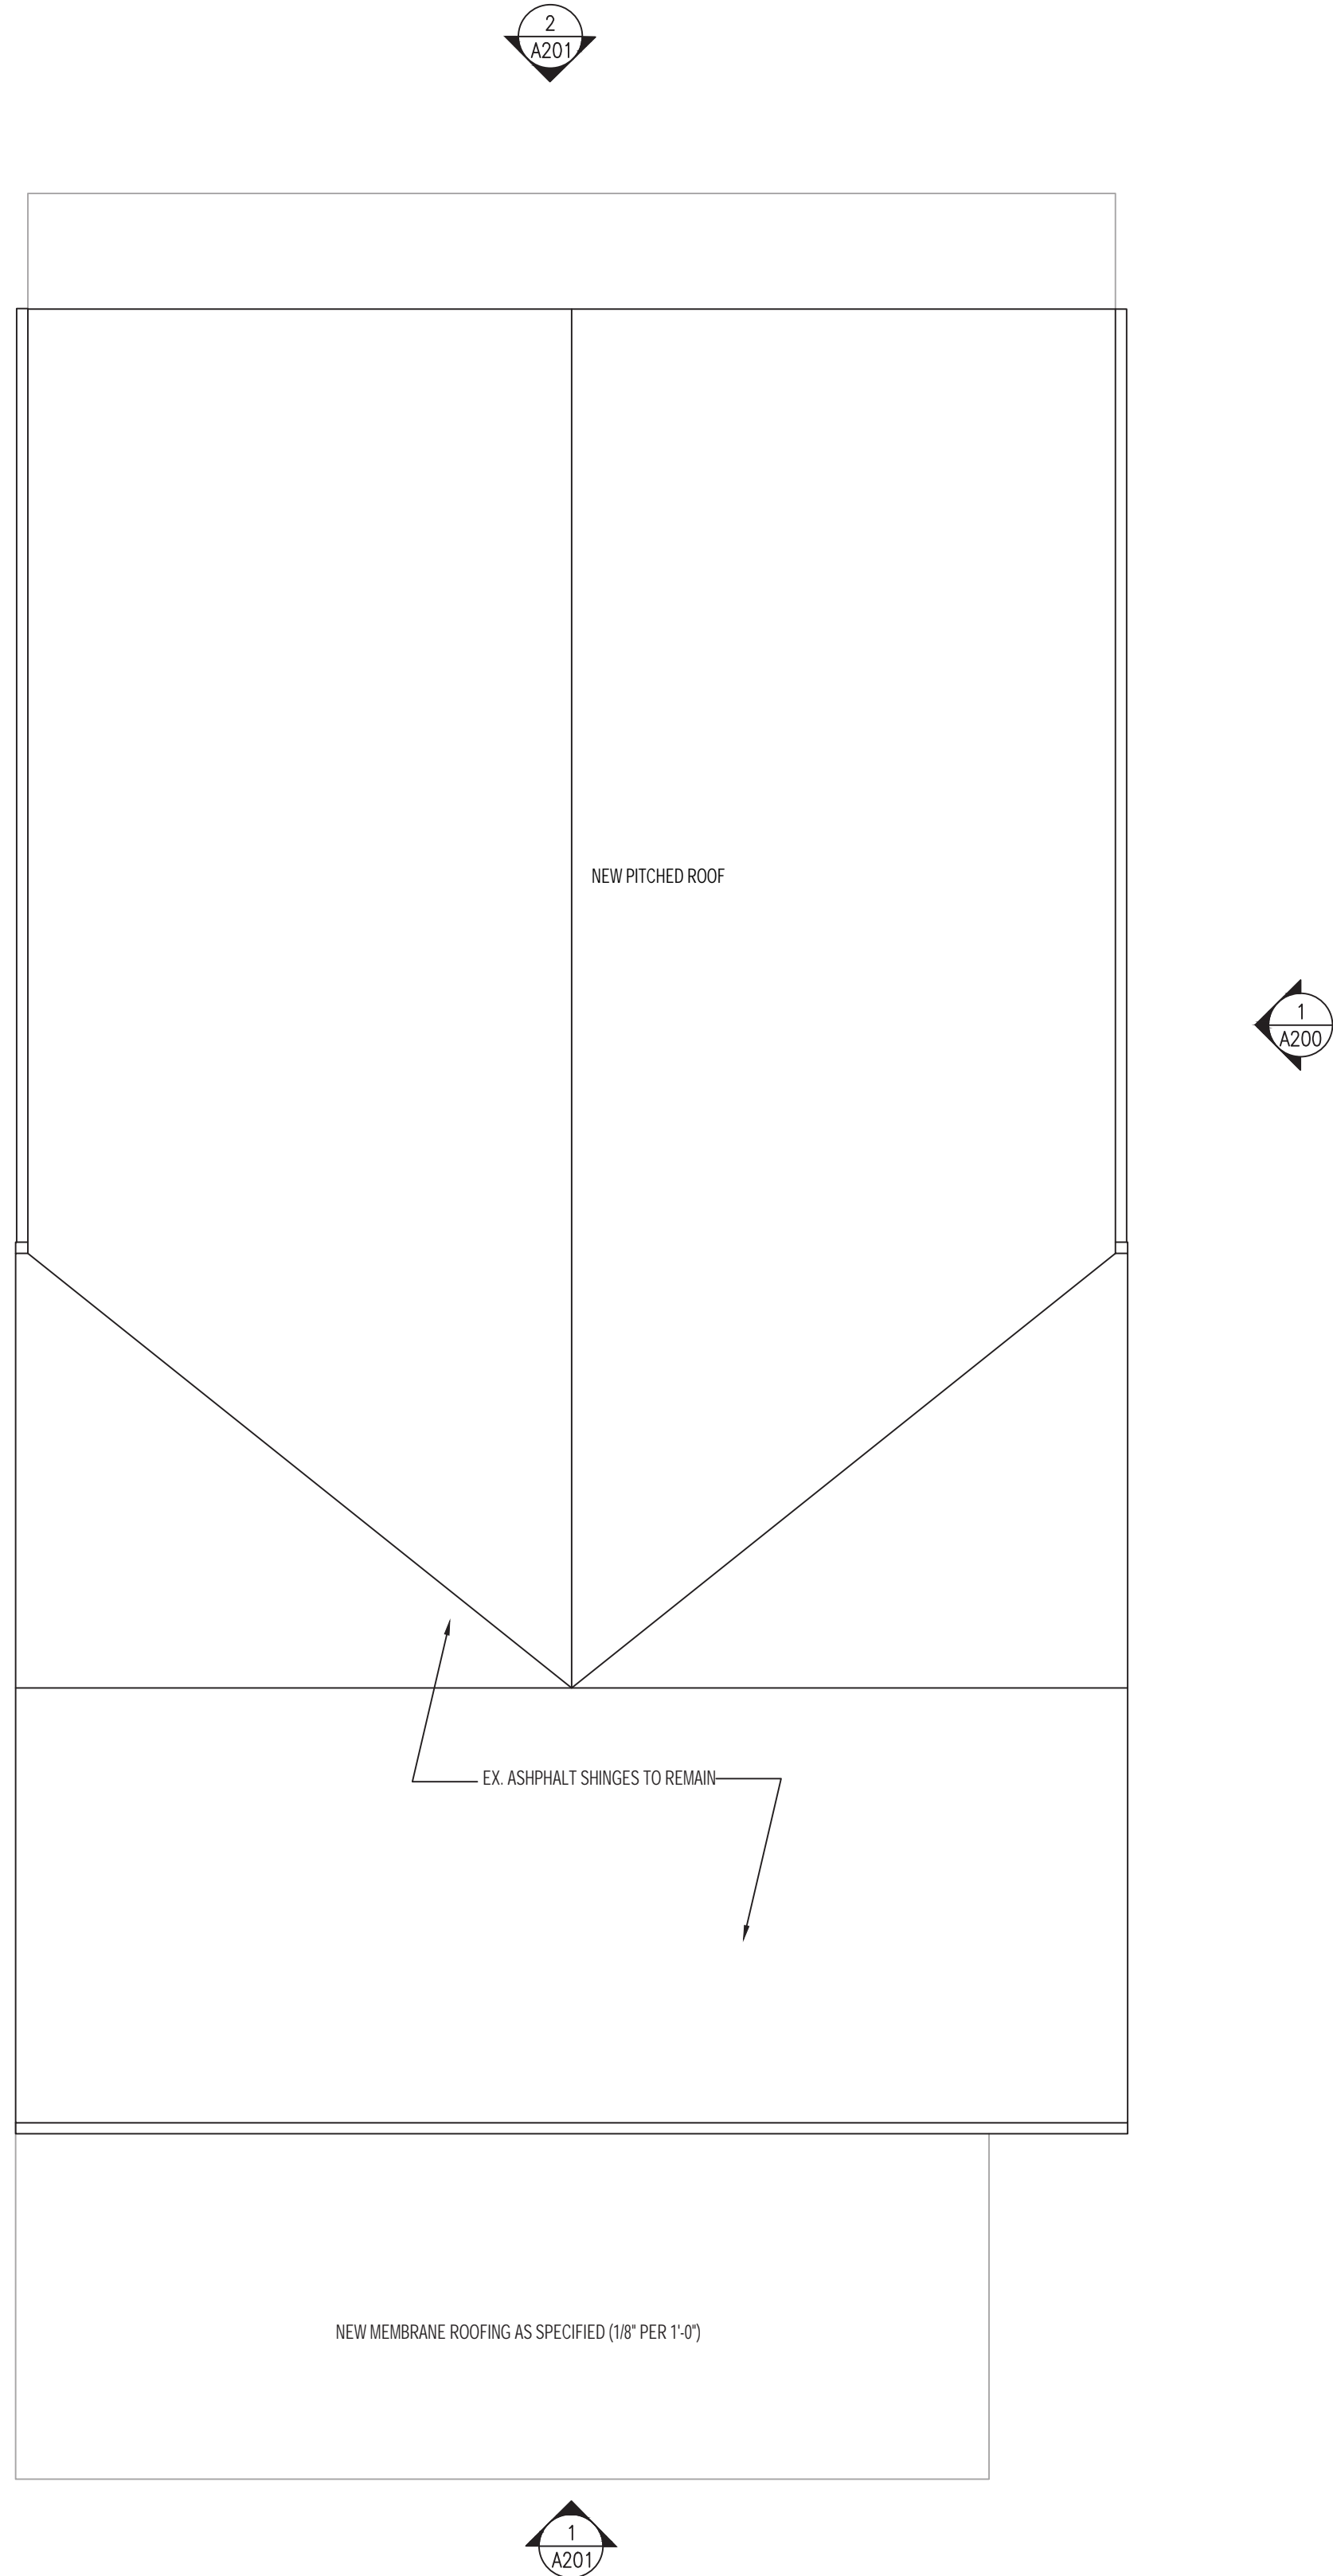 2
A201
NEW PITCHED ROOF
1
A200
EX. ASHPHALT SHINGES TO REMAIN
NEW MEMBRANE ROOFING AS SPECIFIED (1/8" PER 1'-0")
1
A201